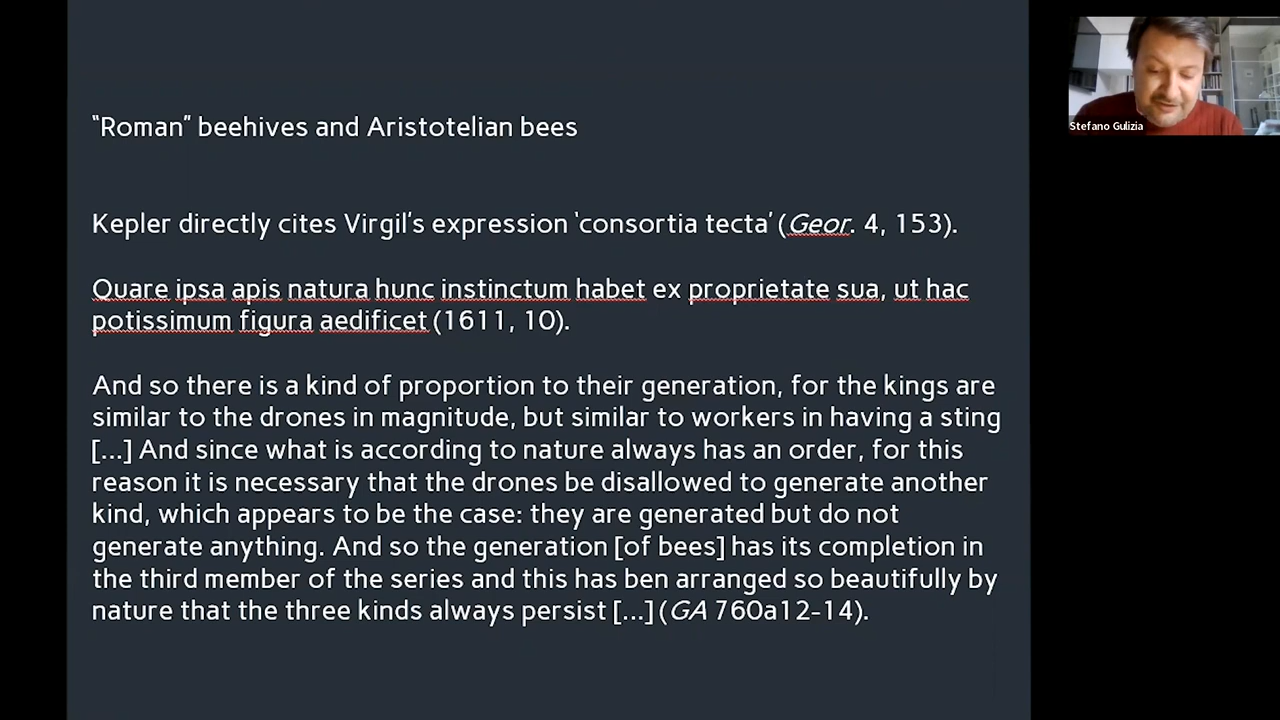 “Roman” beehives and Aristotelian bees
Kepler directly cites Virgil’s expression ‘consortia tecta’ (Geor. 4, 153).
Quare ipsa apis natura hunc instinctum habet ex proprietate sua, ut hac
potissimum figura aedificet (1611, 10).
And so there is a kind of proportion to their generation, for the kings are
similar to the drones in magnitude, but similar to workers in having a sting
[...] And since what is according to nature always has an order, for this
reason it is necessary that the drones be disallowed to generate another
kind, which appears to be the case: they are generated but do not
generate anything. And so the generation [of bees] has its completion in
the third member of the series and this has ben arranged so beautifully by
nature that the three kinds always persist [...] (GA 760a12-14).
Stefano Gulizia